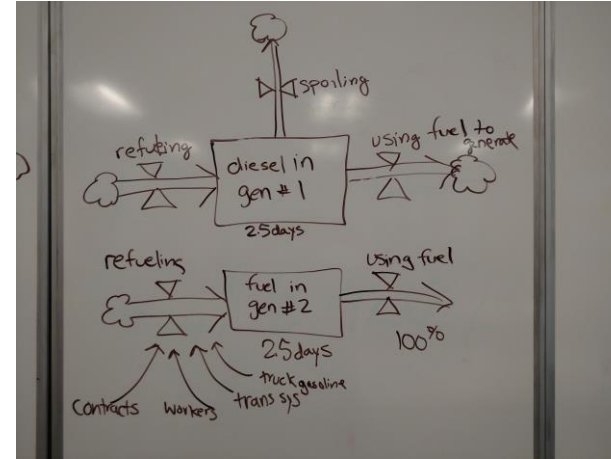 spoiling
refueling
using fuel to
generate
diesel in
gen # 1
25days
refueling
using fuel
fuel in
gen #2
25days
100%
truck gasoline
trans sys
workers
contracts